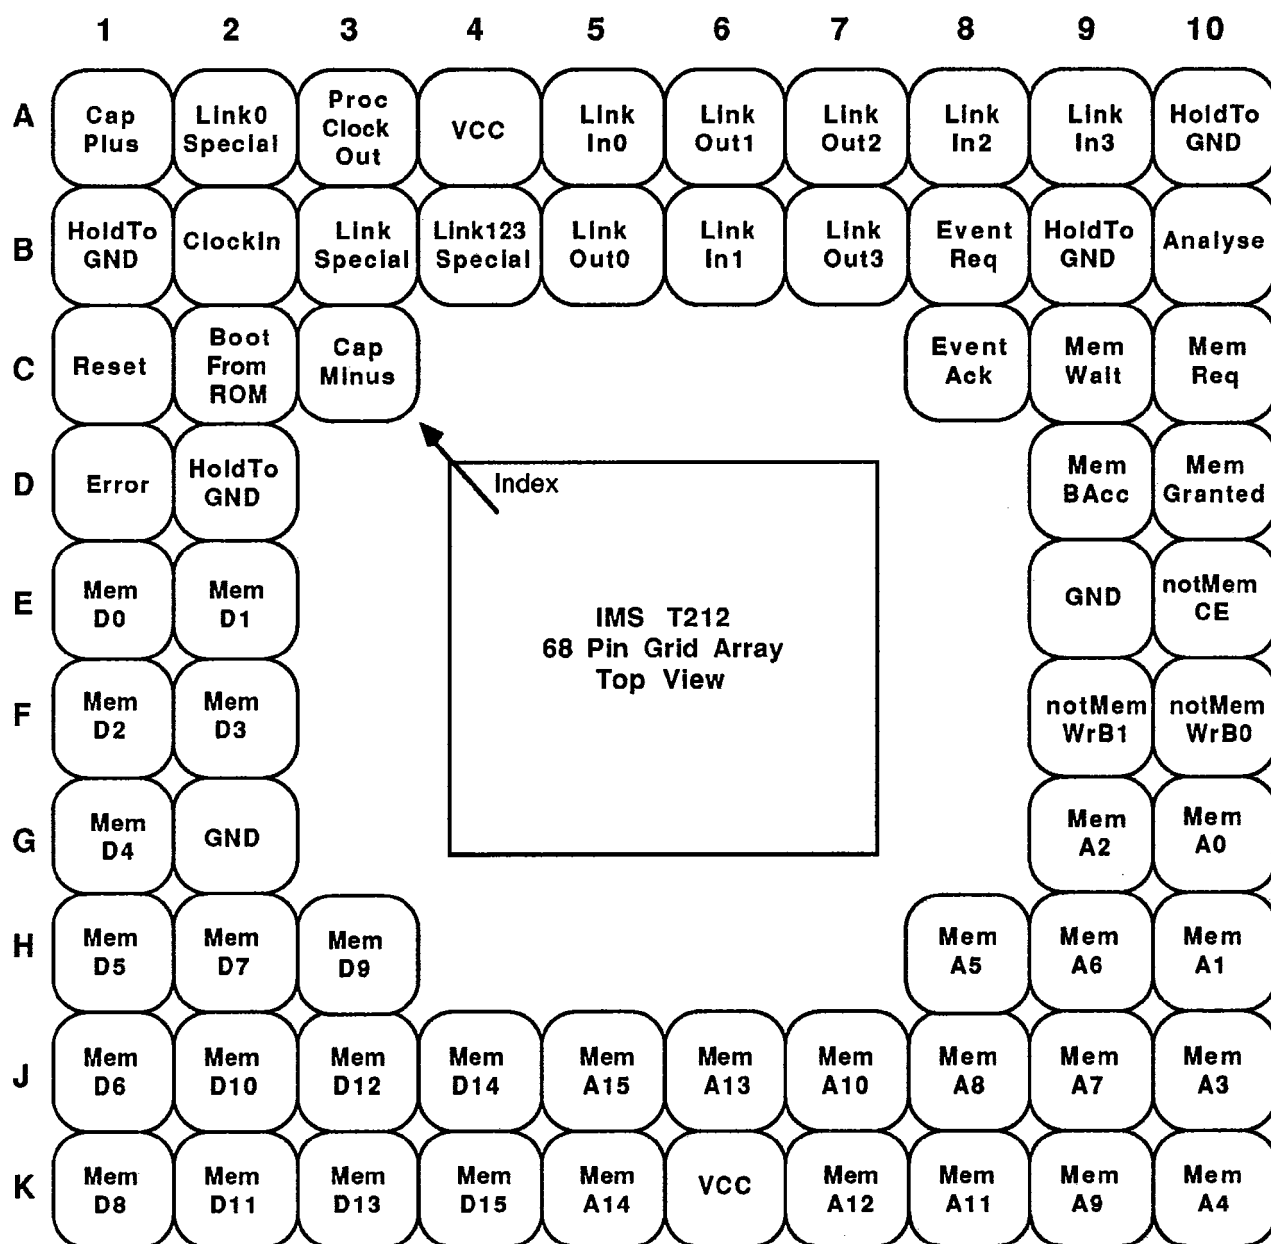 1 2 3 4 5 6 7 8 9 10
A
Cap Plus
Link0 Special
Proc Clock Out
VCC
Link In0
Link Out1
Link Out2
Link In2
Link In3
HoldTo GND
B
HoldTo GND
ClockIn
Link Special
Link123 Special
Link Out0
Link In1
Link Out3
Event Req
HoldTo GND
Analyse
C
Reset
Boot From ROM
Cap Minus
Event Ack
Mem Wait
Mem Req
D
Error
HoldTo GND
Index
Mem BAcc
Mem Granted
E
Mem D0
Mem D1
IMS T212
68 Pin Grid Array
Top View
GND
notMem CE
F
Mem D2
Mem D3
notMem WrB1
notMem WrB0
G
Mem D4
GND
Mem A2
Mem A0
H
Mem D5
Mem D7
Mem D9
Mem A5
Mem A6
Mem A1
J
Mem D6
Mem D10
Mem D12
Mem D14
Mem A15
Mem A13
Mem A10
Mem A8
Mem A7
Mem A3
K
Mem D8
Mem D11
Mem D13
Mem D15
Mem A14
VCC
Mem A12
Mem A11
Mem A9
Mem A4